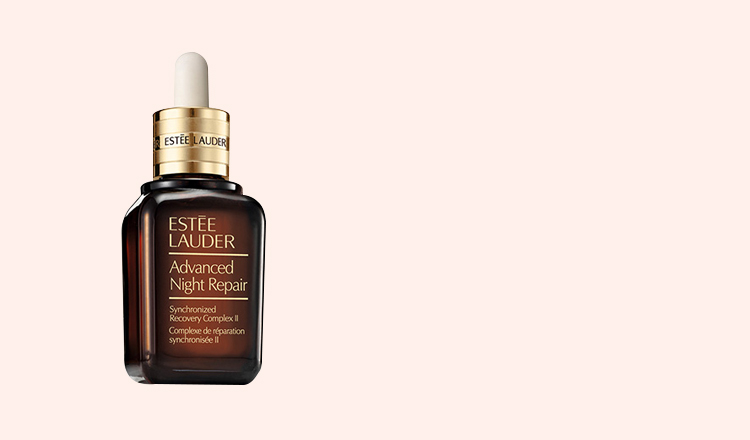 ESTĒE LAUDER
ESTĒE
LAUDER
Advanced
Night Repair
Synchronized
Recovery Complex II
Complexe de réparation
synchronisée II